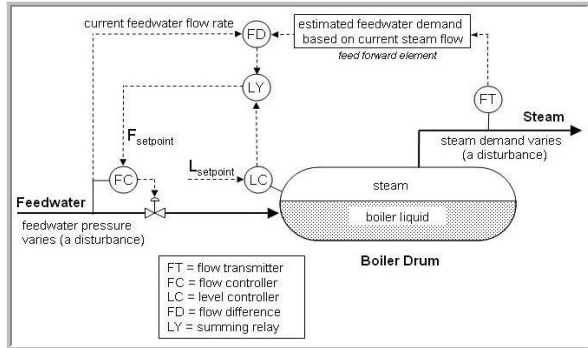 current feedwater flow rate
FD
estimated feedwater demand
based on current steam flow
feed forward element
LY
FT
Steam
steam demand varies
(a disturbance)
Fsetpoint
Lsetpoint
FC
LC
steam
Feedwater
boiler liquid
feedwater pressure
varies (a disturbance)
Boiler Drum
FT = flow transmitter
FC = flow controller
LC = level controller
FD = flow difference
LY = summing relay